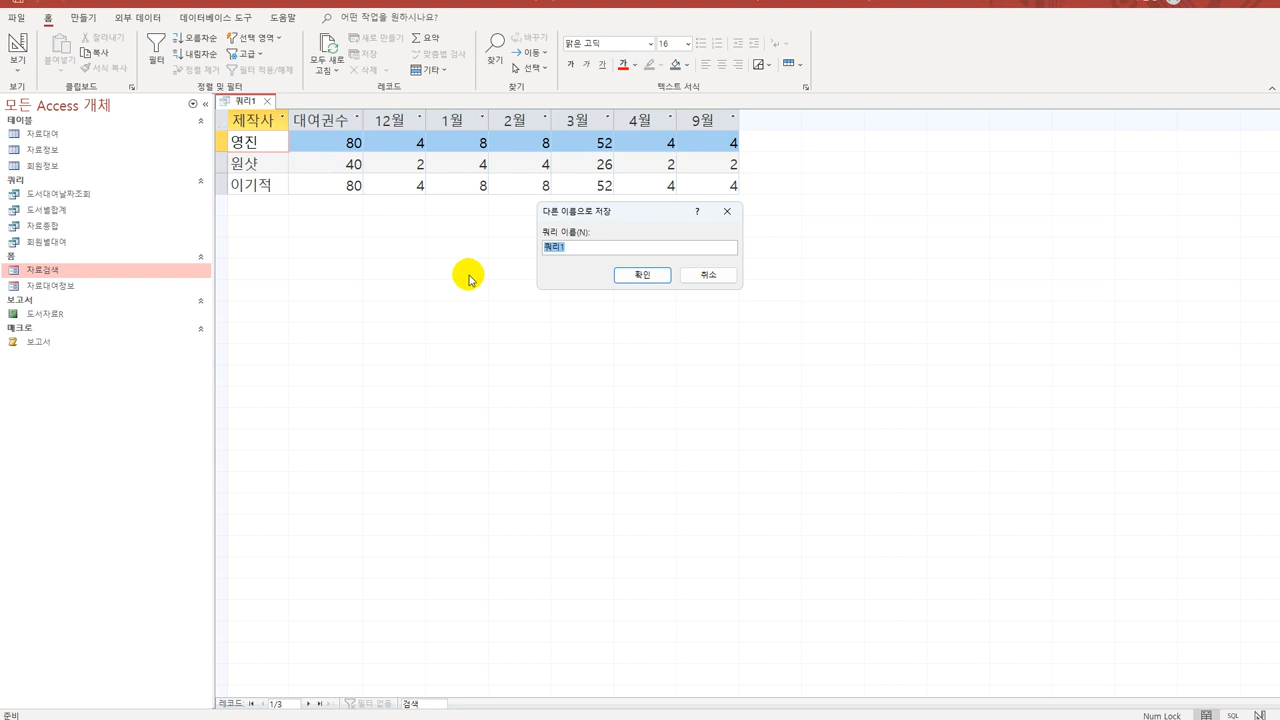 파일 홈 만들기 외부 데이터 데이터베이스 도구 도움말 어떤 작업을 원하시나요?
보기
붙여넣기
잘라내기
복사
서식 복사
필터
오름차순
내림차순
정렬 제거
선택 영역
고급
필터 적용/해제
모두 새로 고침
새로 만들기
저장
삭제
요약
맞춤법 검사
기타
찾기
바꾸기
이동
선택
맑은 고딕 16
가 가 가 가
보기 클립보드 정렬 및 필터 레코드 찾기 텍스트 서식
모든 Access 개체
테이블
자료대여
자료정보
회원정보
쿼리
도서대여날짜조회
도서별합계
자료종합
회원별대여
폼
자료검색
자료대여정보
보고서
도서자료R
매크로
보고서
쿼리1
제작사 대여권수 12월 1월 2월 3월 4월 9월
영진 80 4 8 8 52 4 4
원샷 40 2 4 4 26 2 2
이기적 80 4 8 8 52 4 4
다른 이름으로 저장 ?
쿼리 이름(N):
쿼리1
확인 취소
레코드: 1/3 필터 없음 검색
준비 Num Lock SQL